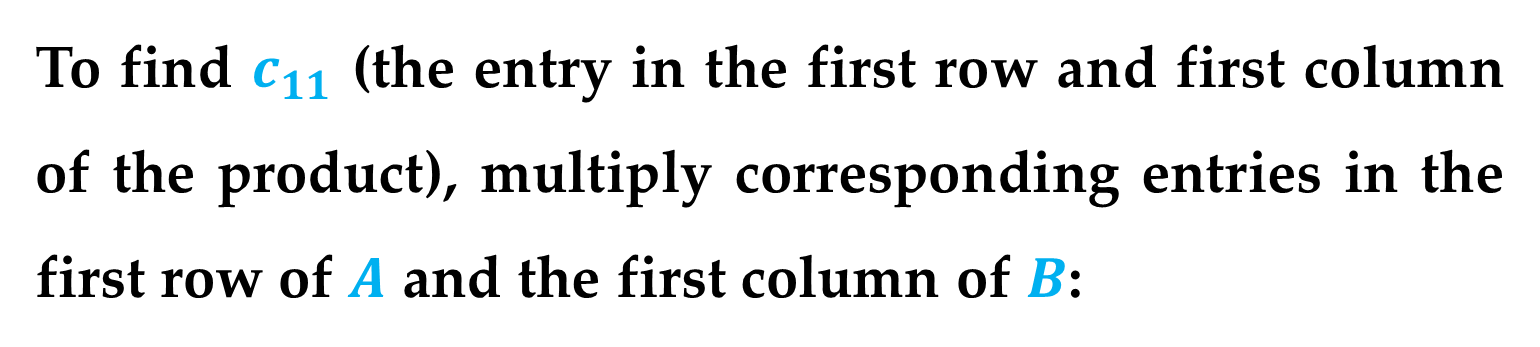 To find c₁₁ (the entry in the first row and first column
of the product), multiply corresponding entries in the
first row of A and the first column of B: